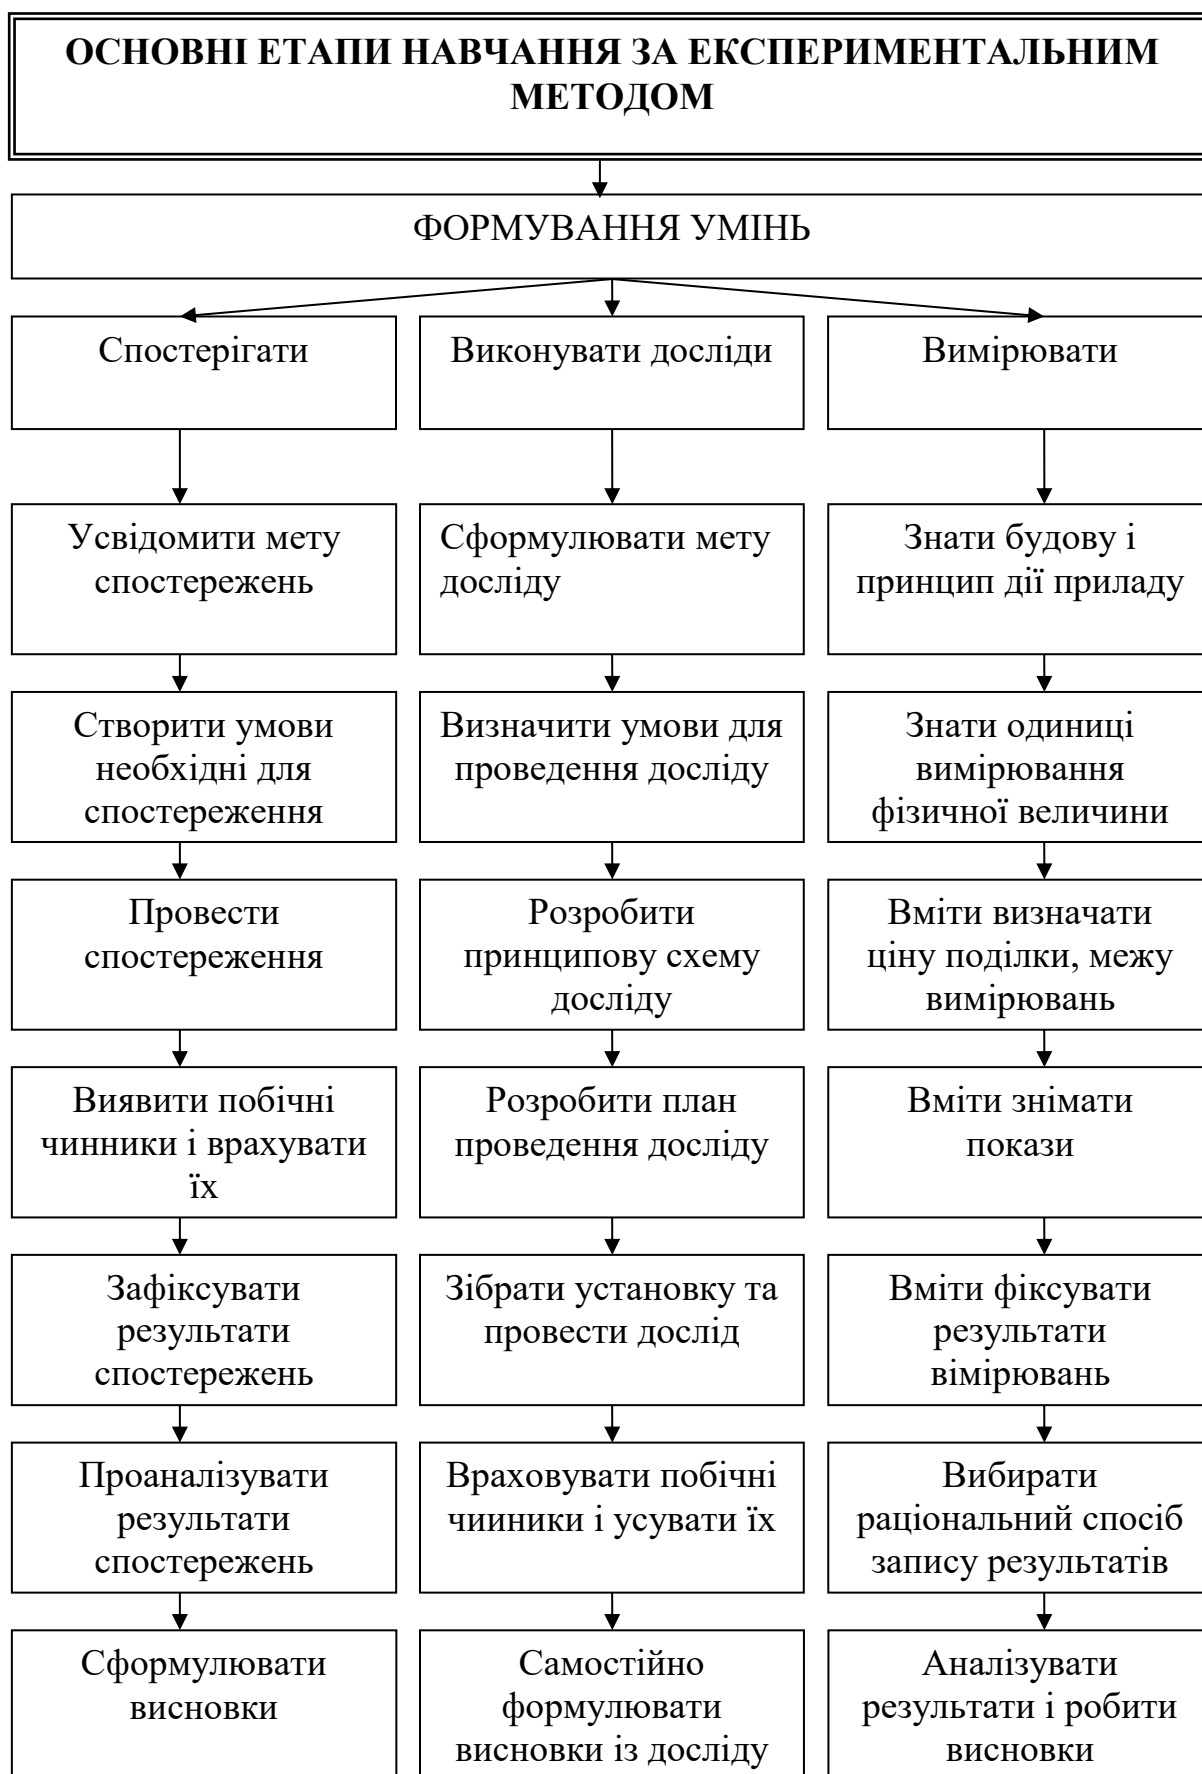 ОСНОВНІ ЕТАПИ НАВЧАННЯ ЗА ЕКСПЕРИМЕНТАЛЬНИМ
МЕТОДОМ
ФОРМУВАННЯ УМІНЬ
Спостерігати
Виконувати досліди
Вимірювати
Усвідомити мету
спостережень
Сформулювати мету
досліду
Знати будову і
принцип дії приладу
Створити умови
необхідні для
спостереження
Визначити умови для
проведення досліду
Знати одиниці
вимірювання
фізичної величини
Провести
спостереження
Розробити
принципову схему
досліду
Вміти визначати
ціну поділки, межу
вимірювань
Виявити побічні
чинники і врахувати
їх
Розробити план
проведення досліду
Вміти знімати
покази
Зафіксувати
результати
спостережень
Зібрати установку та
провести дослід
Вміти фіксувати
результати
вімірювань
Проаналізувати
результати
спостережень
Враховувати побічні
чииники і усувати їх
Вибирати
раціональний спосіб
запису результатів
Сформулювати
висновки
Самостійно
формулювати
висновки із досліду
Аналізувати
результати і робити
висновки